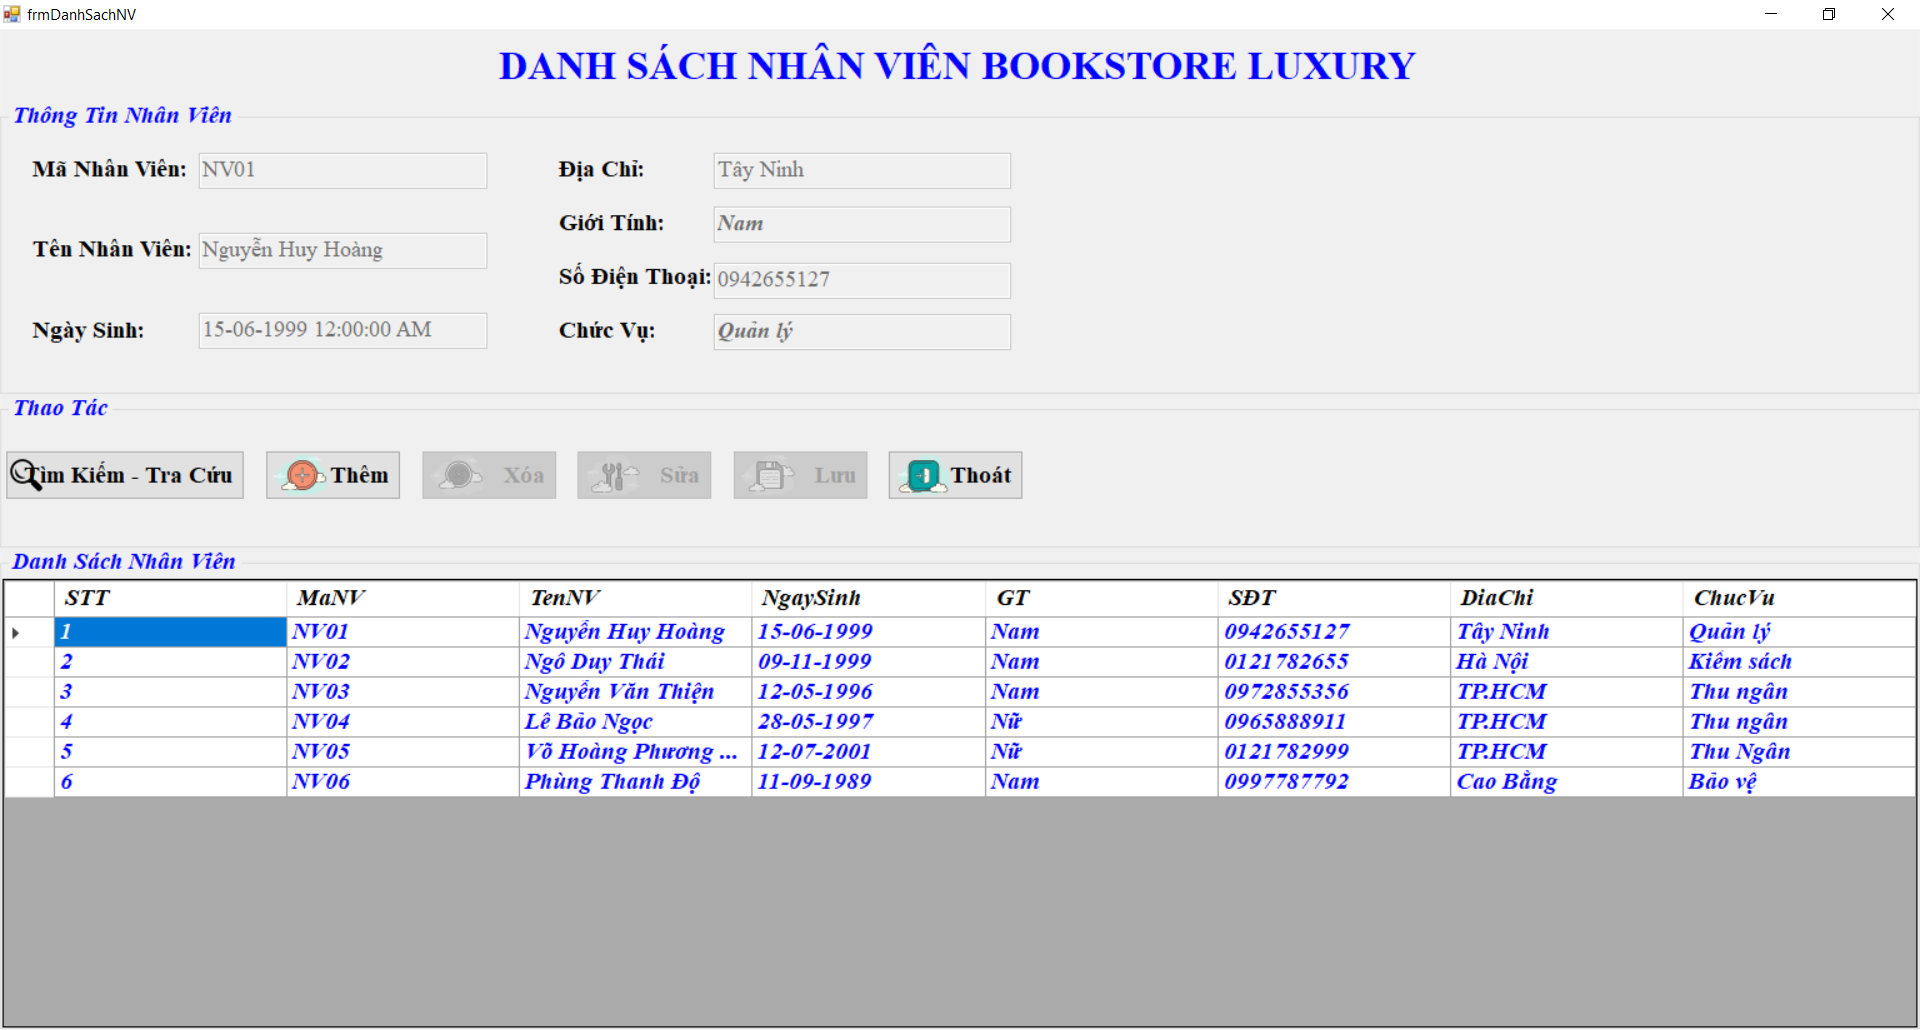 frmDanhSachNV
DANH SÁCH NHÂN VIÊN BOOKSTORE LUXURY
Thông Tin Nhân Viên
Mã Nhân Viên: NV01
Địa Chỉ: Tây Ninh
Giới Tính: Nam
Tên Nhân Viên: Nguyễn Huy Hoàng
Số Điện Thoại: 0942655127
Ngày Sinh: 15-06-1999 12:00:00 AM
Chức Vụ: Quản lý
Thao Tác
Tìm Kiếm - Tra Cứu Thêm Xóa Sửa Lưu Thoát
Danh Sách Nhân Viên
STT MaNV TenNV NgaySinh GT SĐT DiaChi ChucVu
1 NV01 Nguyễn Huy Hoàng 15-06-1999 Nam 0942655127 Tây Ninh Quản lý
2 NV02 Ngô Duy Thái 09-11-1999 Nam 0121782655 Hà Nội Kiểm sách
3 NV03 Nguyễn Văn Thiện 12-05-1996 Nam 0972855356 TP.HCM Thu ngân
4 NV04 Lê Bảo Ngọc 28-05-1997 Nữ 0965888911 TP.HCM Thu ngân
5 NV05 Võ Hoàng Phương ... 12-07-2001 Nữ 0121782999 TP.HCM Thu Ngân
6 NV06 Phùng Thanh Độ 11-09-1989 Nam 0997787792 Cao Bằng Bảo vệ